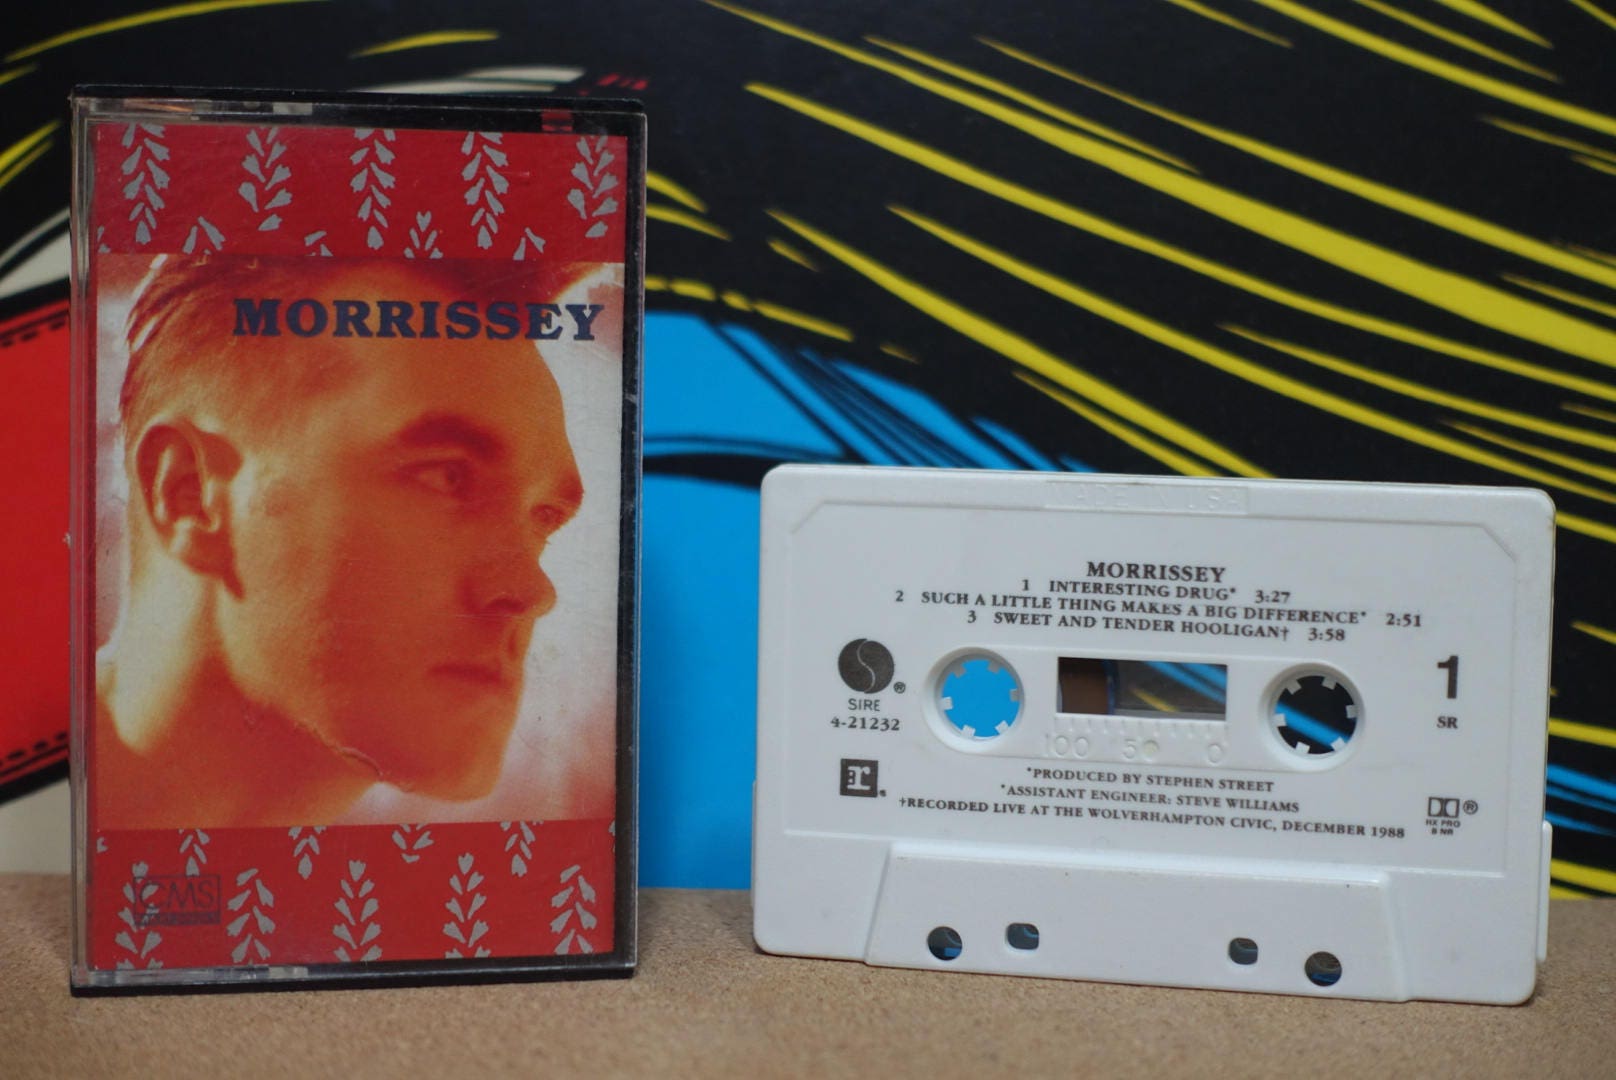 MORRISSEY
CMS
MADE IN USA
MORRISSEY
1 INTERESTING DRUG* 3:27
2 SUCH A LITTLE THING MAKES A BIG DIFFERENCE* 2:51
3 SWEET AND TENDER HOOLIGAN† 3:58
SIRE ®
4-21232
1
SR
100 50 0
r ®
*PRODUCED BY STEPHEN STREET
*ASSISTANT ENGINEER: STEVE WILLIAMS
†RECORDED LIVE AT THE WOLVERHAMPTON CIVIC, DECEMBER 1988
®
HX PRO
B NR